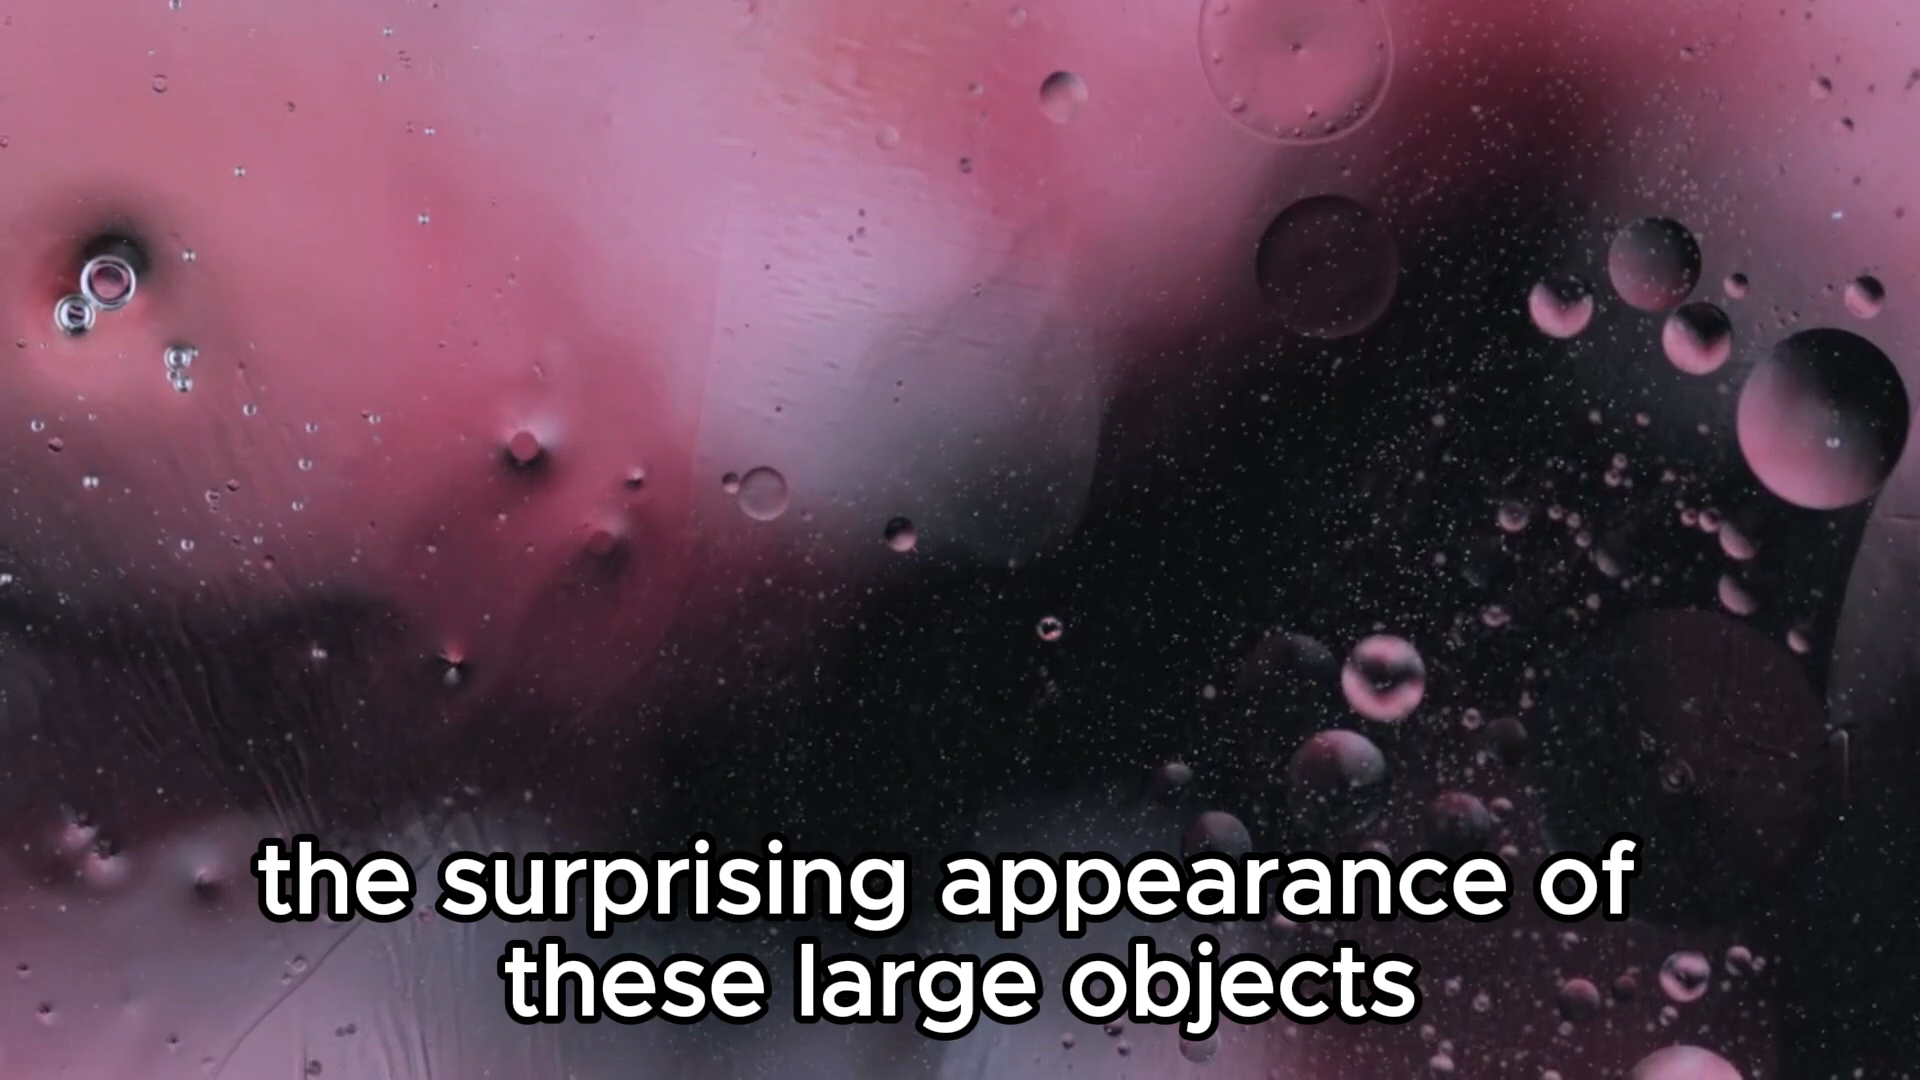 the surprising appearance of
these large objects